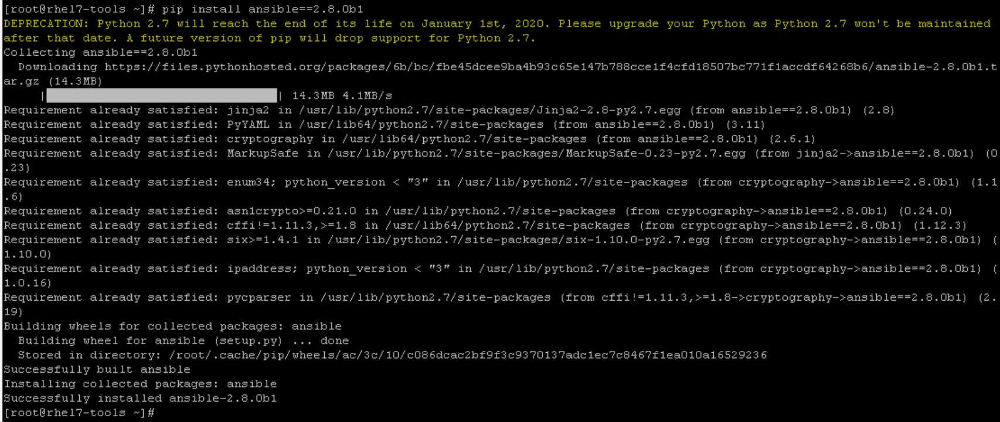 [root@rhel7-tools ~]# pip install ansible==2.8.0b1
DEPRECATION: Python 2.7 will reach the end of its life on January 1st, 2020. Please upgrade your Python as Python 2.7 won't be maintained
after that date. A future version of pip will drop support for Python 2.7.
Collecting ansible==2.8.0b1
  Downloading https://files.pythonhosted.org/packages/6b/bc/fbe45dcee9ba4b93c65e147b788cce1f4cfd18507bc771f1accdf64268b6/ansible-2.8.0b1.t
ar.gz (14.3MB)
     |████████████████████████████████| 14.3MB 4.1MB/s
Requirement already satisfied: jinja2 in /usr/lib/python2.7/site-packages/Jinja2-2.8-py2.7.egg (from ansible==2.8.0b1) (2.8)
Requirement already satisfied: PyYAML in /usr/lib64/python2.7/site-packages (from ansible==2.8.0b1) (3.11)
Requirement already satisfied: cryptography in /usr/lib64/python2.7/site-packages (from ansible==2.8.0b1) (2.6.1)
Requirement already satisfied: MarkupSafe in /usr/lib/python2.7/site-packages/MarkupSafe-0.23-py2.7.egg (from jinja2->ansible==2.8.0b1) (0
.23)
Requirement already satisfied: enum34; python_version < "3" in /usr/lib/python2.7/site-packages (from cryptography->ansible==2.8.0b1) (1.1
.6)
Requirement already satisfied: asn1crypto>=0.21.0 in /usr/lib/python2.7/site-packages (from cryptography->ansible==2.8.0b1) (0.24.0)
Requirement already satisfied: cffi!=1.11.3,>=1.8 in /usr/lib64/python2.7/site-packages (from cryptography->ansible==2.8.0b1) (1.12.3)
Requirement already satisfied: six>=1.4.1 in /usr/lib/python2.7/site-packages/six-1.10.0-py2.7.egg (from cryptography->ansible==2.8.0b1) (
1.10.0)
Requirement already satisfied: ipaddress; python_version < "3" in /usr/lib/python2.7/site-packages (from cryptography->ansible==2.8.0b1) (
1.0.16)
Requirement already satisfied: pycparser in /usr/lib/python2.7/site-packages (from cffi!=1.11.3,>=1.8->cryptography->ansible==2.8.0b1) (2.
19)
Building wheels for collected packages: ansible
  Building wheel for ansible (setup.py) ... done
  Stored in directory: /root/.cache/pip/wheels/ac/3c/10/c086dcac2bf9f3c9370137adc1ec7c8467f1ea010a16529236
Successfully built ansible
Installing collected packages: ansible
Successfully installed ansible-2.8.0b1
[root@rhel7-tools ~]#